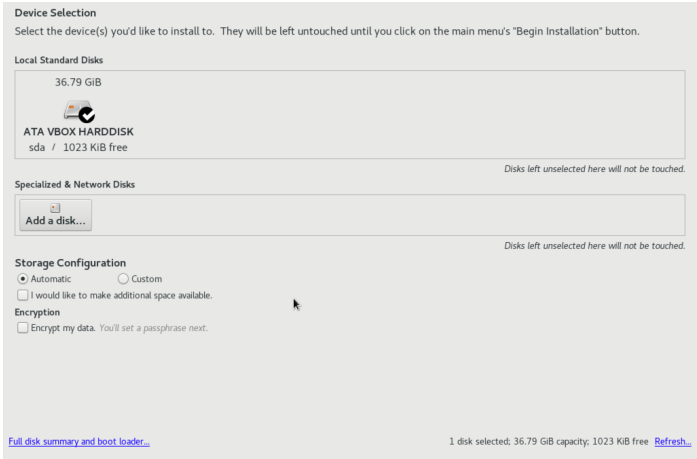 Device Selection
Select the device(s) you'd like to install to. They will be left untouched until you click on the main menu's "Begin Installation" button.
Local Standard Disks
36.79 GiB
ATA VBOX HARDDISK
sda / 1023 KiB free
Disks left unselected here will not be touched.
Specialized & Network Disks
Add a disk...
Disks left unselected here will not be touched.
Storage Configuration
Automatic Custom
I would like to make additional space available.
Encryption
Encrypt my data. You'll set a passphrase next.
Full disk summary and boot loader... 1 disk selected; 36.79 GiB capacity; 1023 KiB free Refresh...